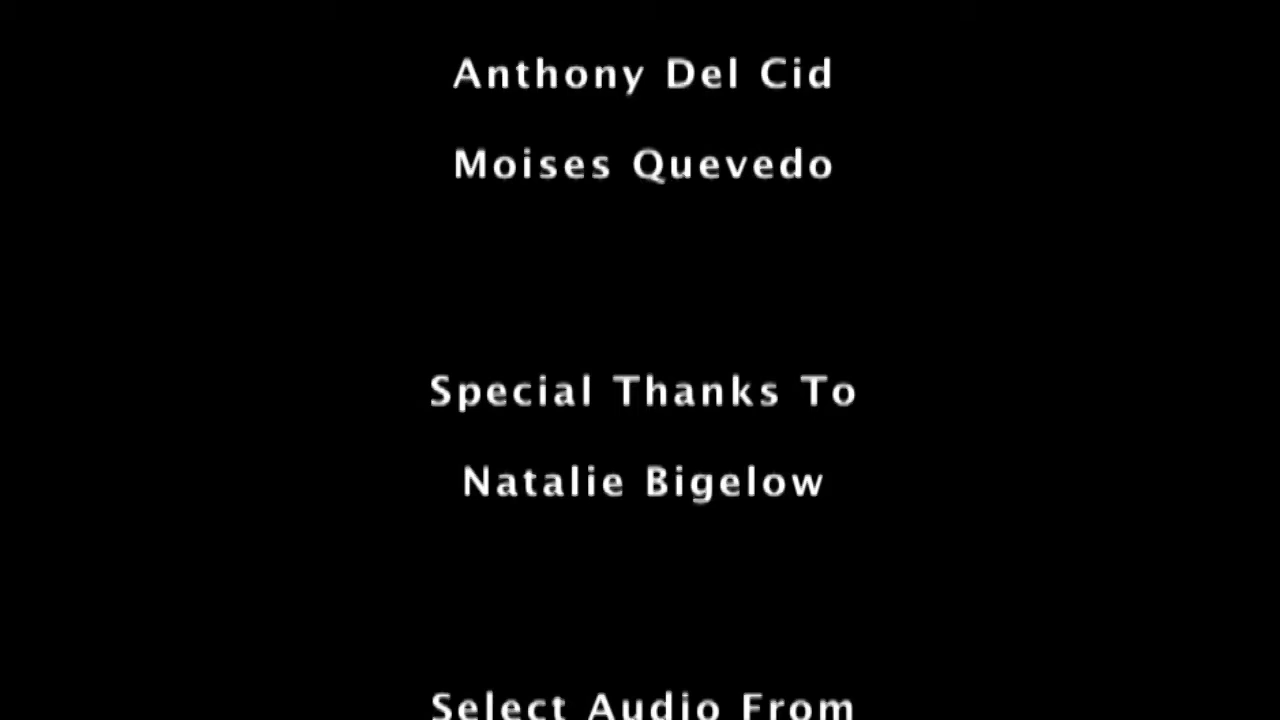 Anthony Del Cid
Moises Quevedo
Special Thanks To
Natalie Bigelow
Select Audio From